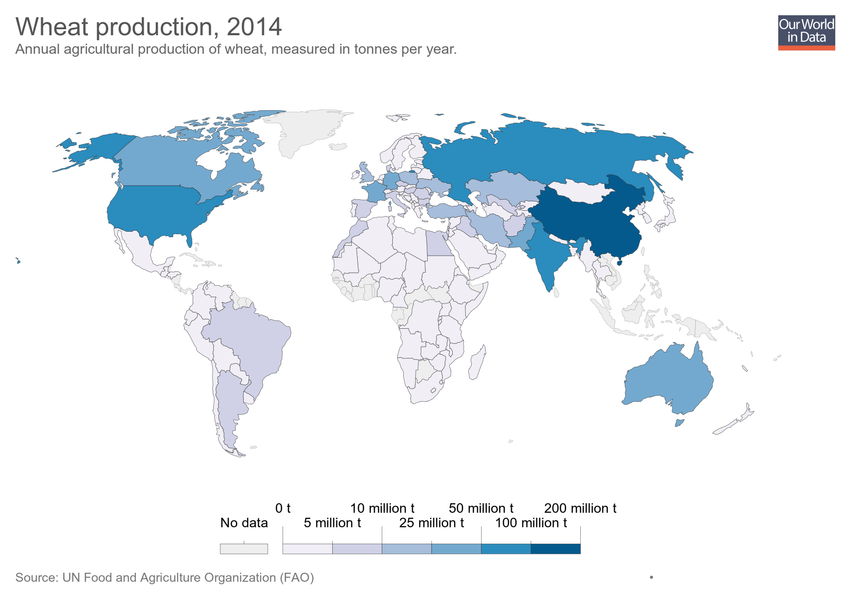 Wheat production, 2014
Annual agricultural production of wheat, measured in tonnes per year.
Our World
in Data
0 t 10 million t 50 million t 200 million t
No data 5 million t 25 million t 100 million t
Source: UN Food and Agriculture Organization (FAO)